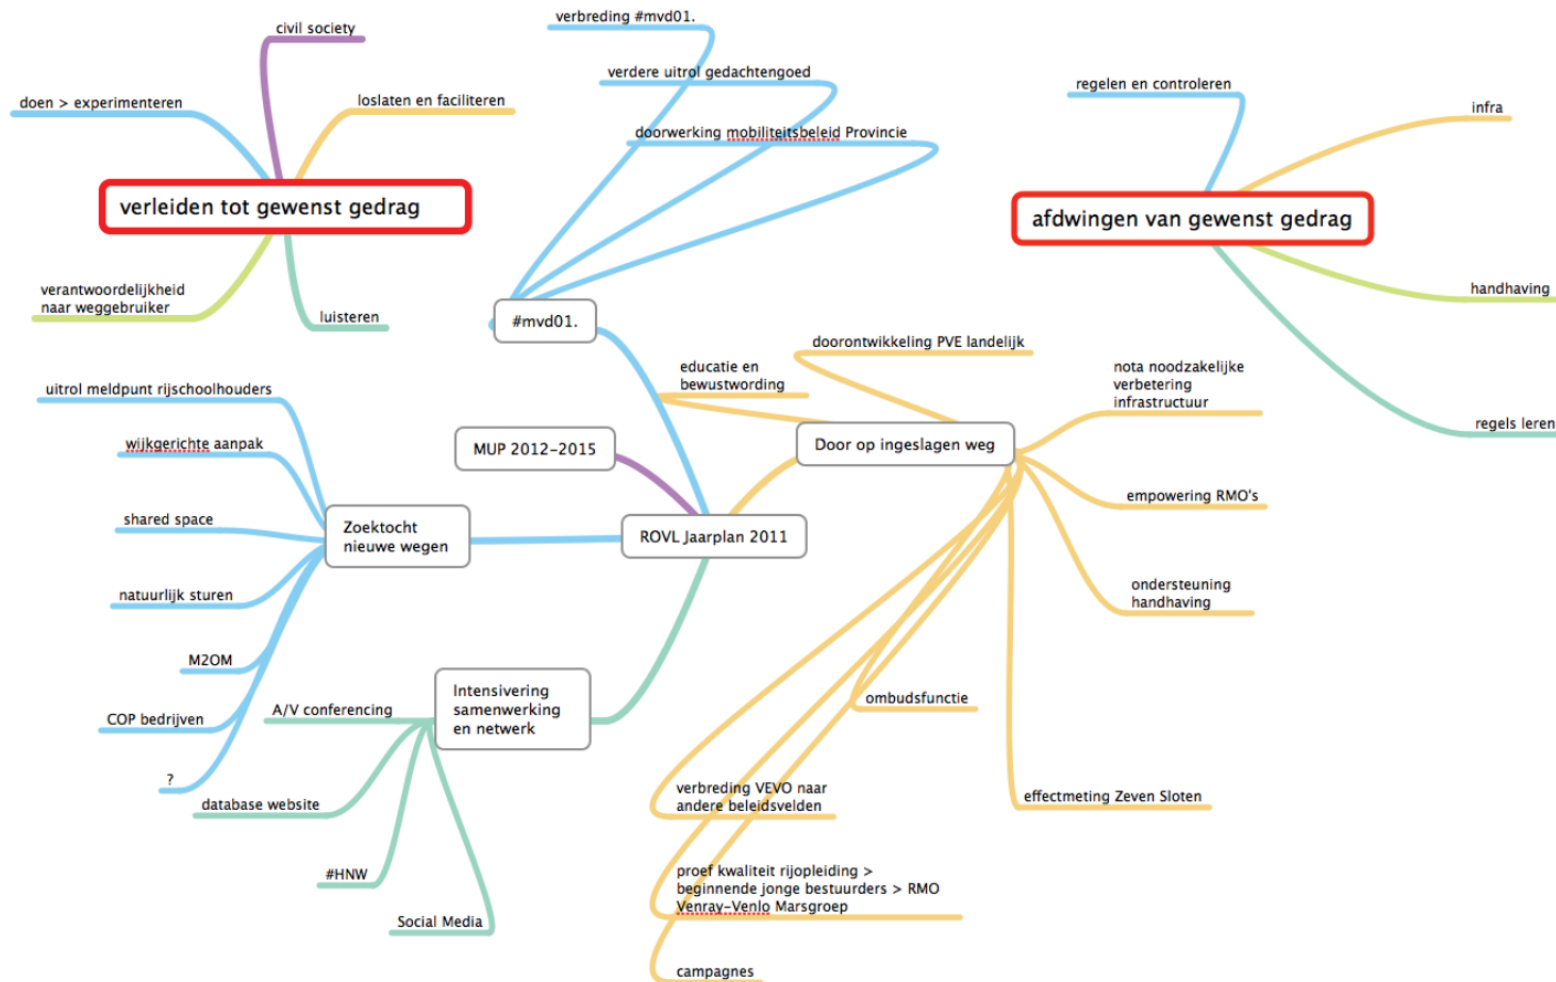 civil society
doen > experimenteren
loslaten en faciliteren
verleiden tot gewenst gedrag
verantwoordelijkheid
naar weggebruiker
luisteren
verbreding #mvd01.
verdere uitrol gedachtengoed
doorwerking mobiliteitsbeleid Provincie
#mvd01.
regelen en controleren
infra
afdwingen van gewenst gedrag
handhaving
regels leren
MUP 2012-2015
ROVL Jaarplan 2011
uitrol meldpunt rijschoolhouders
wijkgerichte aanpak
shared space
natuurlijk sturen
M2OM
COP bedrijven
?
Zoektocht
nieuwe wegen
Intensivering
samenwerking
en netwerk
A/V conferencing
database website
#HNW
Social Media
educatie en
bewustwording
doorontwikkeling PVE landelijk
Door op ingeslagen weg
nota noodzakelijke
verbetering
infrastructuur
empowering RMO's
ondersteuning
handhaving
ombudsfunctie
effectmeting Zeven Sloten
verbreding VEVO naar
andere beleidsvelden
proef kwaliteit rijopleiding >
beginnende jonge bestuurders > RMO
Venray-Venlo Marsgroep
campagnes